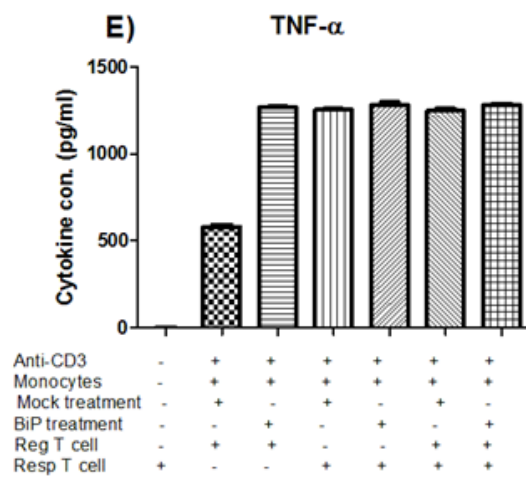 E) TNF-α
1500
1000
500
0
Cytokine con. (pg/ml)
Anti-CD3 - + + + + + +
Monocytes - + + + + + +
Mock treatment - + - + - + -
BiP treatment - - + - + - +
Reg T cell - + + - - + +
Resp T cell + - - + + + +